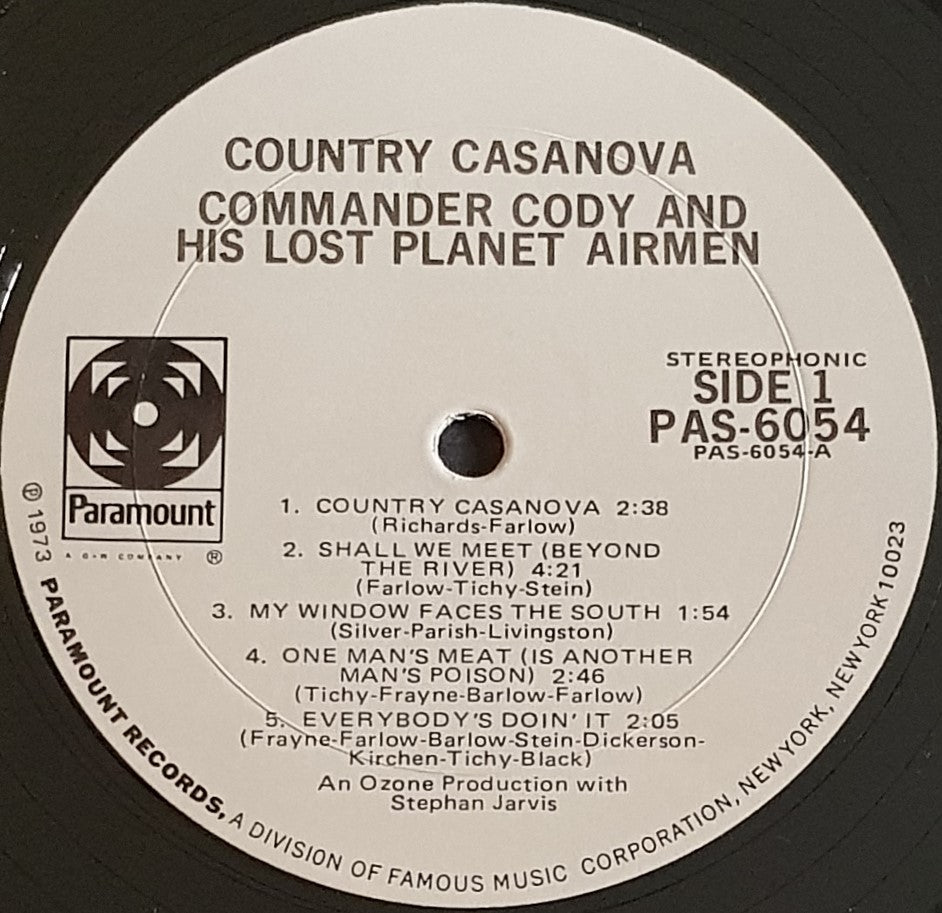 COUNTRY CASANOVA
COMMANDER CODY AND
HIS LOST PLANET AIRMEN
STEREOPHONIC
SIDE 1
PAS-6054
PAS-6054-A
Paramount
A G+W COMPANY ®
1. COUNTRY CASANOVA 2:38
(Richards-Farlow)
2. SHALL WE MEET (BEYOND
THE RIVER) 4:21
(Farlow-Tichy-Stein)
3. MY WINDOW FACES THE SOUTH 1:54
(Silver-Parish-Livingston)
4. ONE MAN'S MEAT (IS ANOTHER
MAN'S POISON) 2:46
(Tichy-Frayne-Barlow-Farlow)
5. EVERYBODY'S DOIN' IT 2:05
(Frayne-Farlow-Barlow-Stein-Dickerson-
Kirchen-Tichy-Black)
An Ozone Production with
Stephan Jarvis
℗ 1973 PARAMOUNT RECORDS, A DIVISION OF FAMOUS MUSIC CORPORATION, NEW YORK, NEW YORK 10023